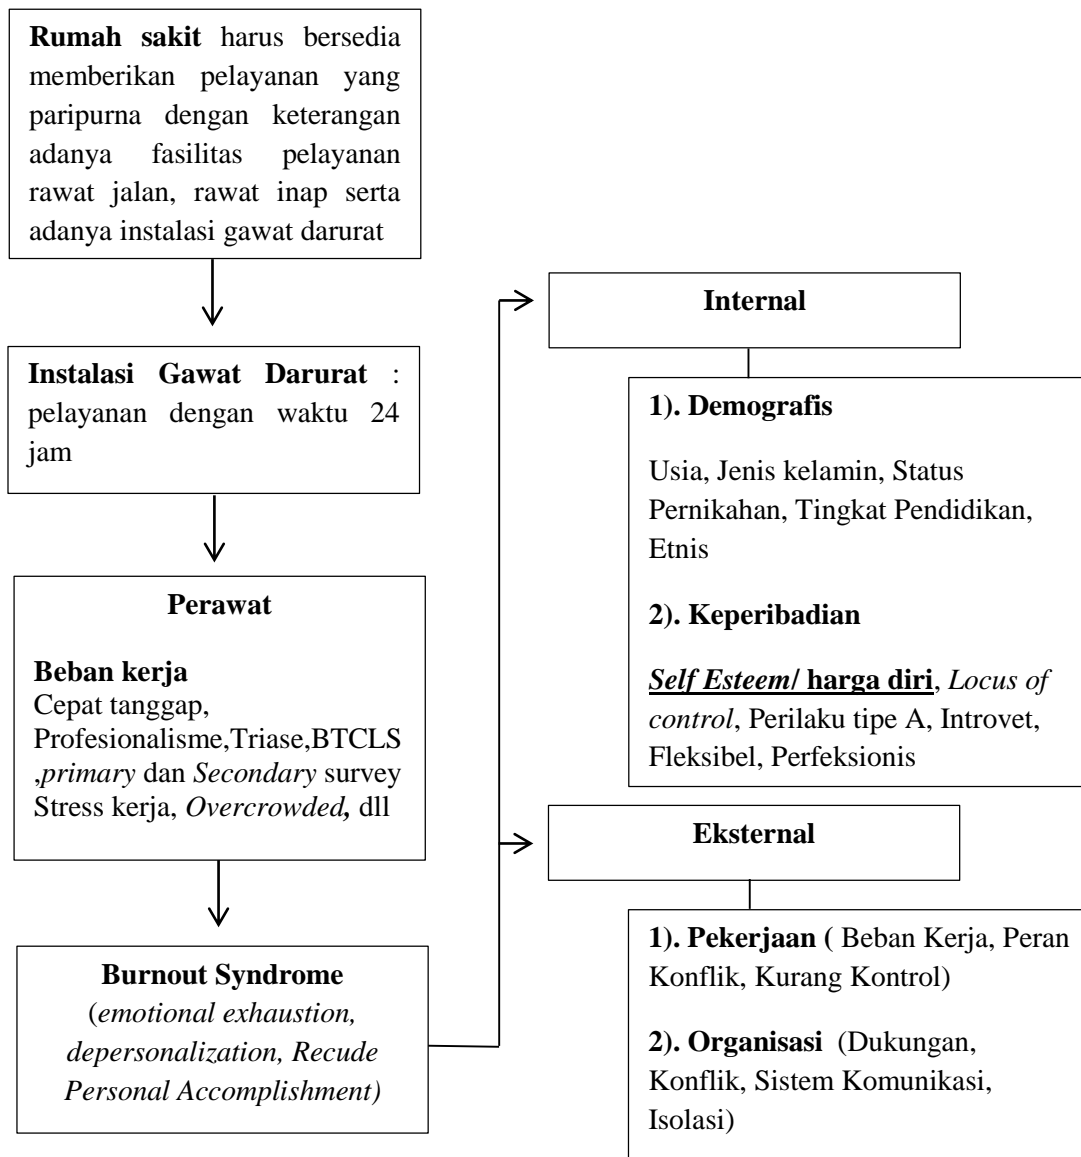 Rumah sakit harus bersedia
memberikan pelayanan yang
paripurna dengan keterangan
adanya fasilitas pelayanan
rawat jalan, rawat inap serta
adanya instalasi gawat darurat
Instalasi Gawat Darurat :
pelayanan dengan waktu 24
jam
Perawat
Beban kerja
Cepat tanggap,
Profesionalisme,Triase,BTCLS
,primary dan Secondary survey
Stress kerja, Overcrowded, dll
Burnout Syndrome
(emotional exhaustion,
depersonalization, Recude
Personal Accomplishment)
Internal
1). Demografis
Usia, Jenis kelamin, Status
Pernikahan, Tingkat Pendidikan,
Etnis
2). Keperibadian
Self Esteem/ harga diri, Locus of
control, Perilaku tipe A, Introvet,
Fleksibel, Perfeksionis
Eksternal
1). Pekerjaan ( Beban Kerja, Peran
Konflik, Kurang Kontrol)
2). Organisasi (Dukungan,
Konflik, Sistem Komunikasi,
Isolasi)